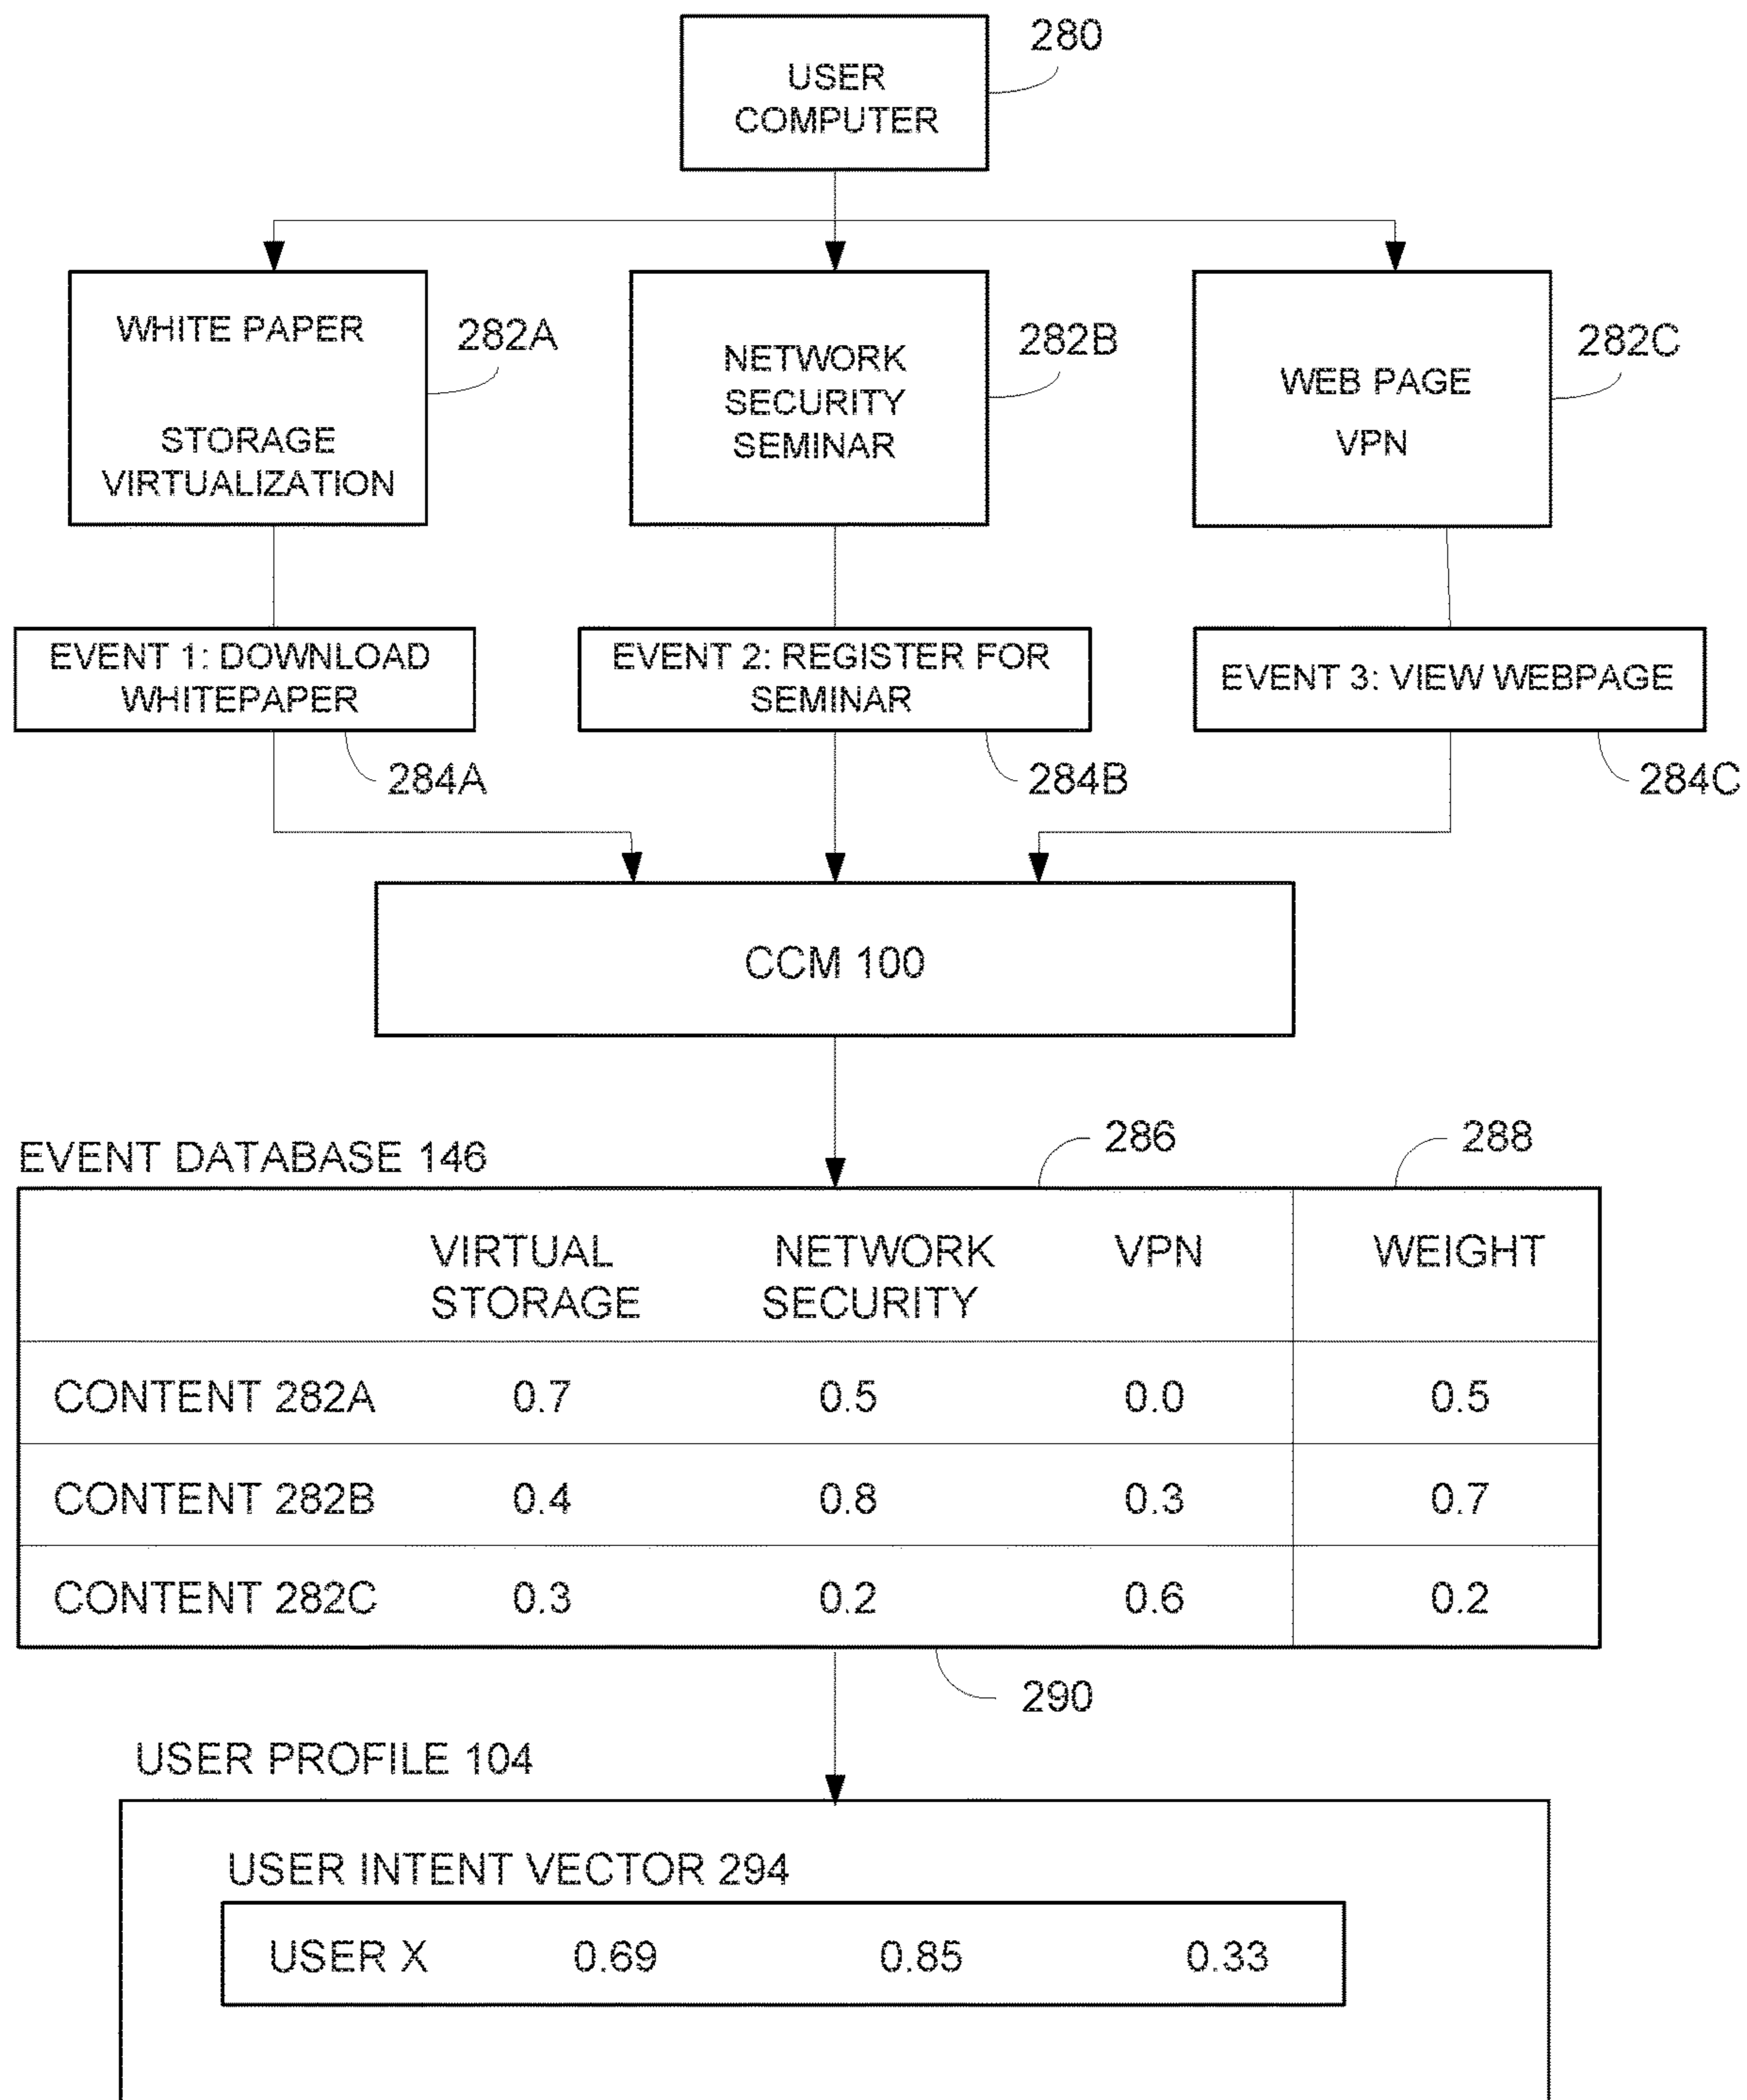 280
USER
COMPUTER
WHITE PAPER
STORAGE
VIRTUALIZATION
282A
NETWORK
SECURITY
SEMINAR
282B
WEB PAGE
VPN
282C
EVENT 1: DOWNLOAD
WHITEPAPER
284A
EVENT 2: REGISTER FOR
SEMINAR
284B
EVENT 3: VIEW WEBPAGE
284C
CCM 100
EVENT DATABASE 146
286
288
VIRTUAL STORAGE
NETWORK SECURITY
VPN
WEIGHT
CONTENT 282A 0.7 0.5 0.0 0.5
CONTENT 282B 0.4 0.8 0.3 0.7
CONTENT 282C 0.3 0.2 0.6 0.2
290
USER PROFILE 104
USER INTENT VECTOR 294
USER X 0.69 0.85 0.33